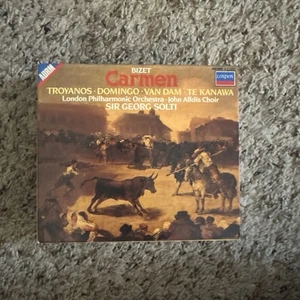 BIZET
Carmen
TROYANOS · DOMINGO · VAN DAM · TE KANAWA
London Philharmonic Orchestra · John Alldis Choir
SIR GEORG SOLTI
LONDON